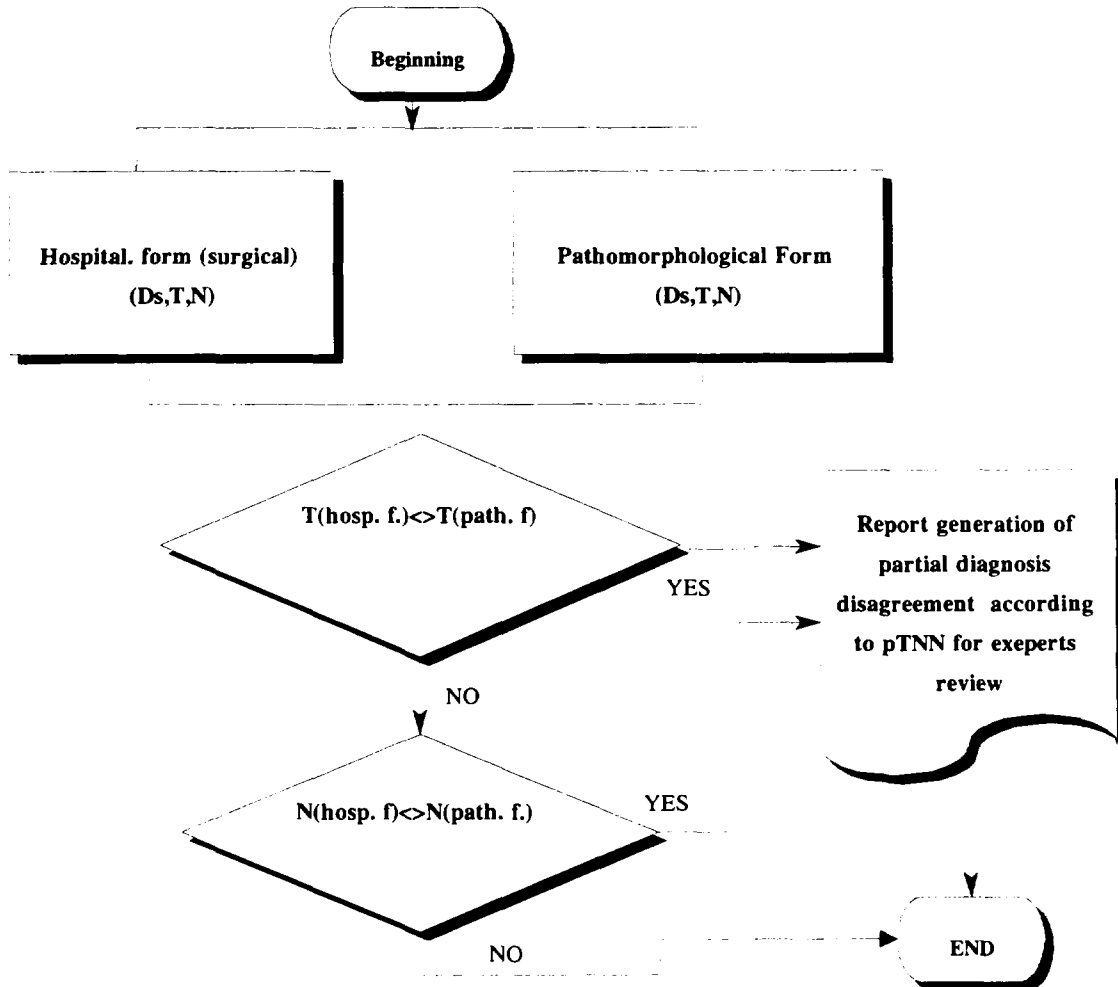 Beginning
Hospital. form (surgical)
(Ds,T,N)
Pathomorphological Form
(Ds,T,N)
T(hosp. f.)<>T(path. f)
YES
Report generation of
partial diagnosis
disagreement according
to pTNN for exeperts
review
NO
N(hosp. f)<>N(path. f.)
YES
NO
END